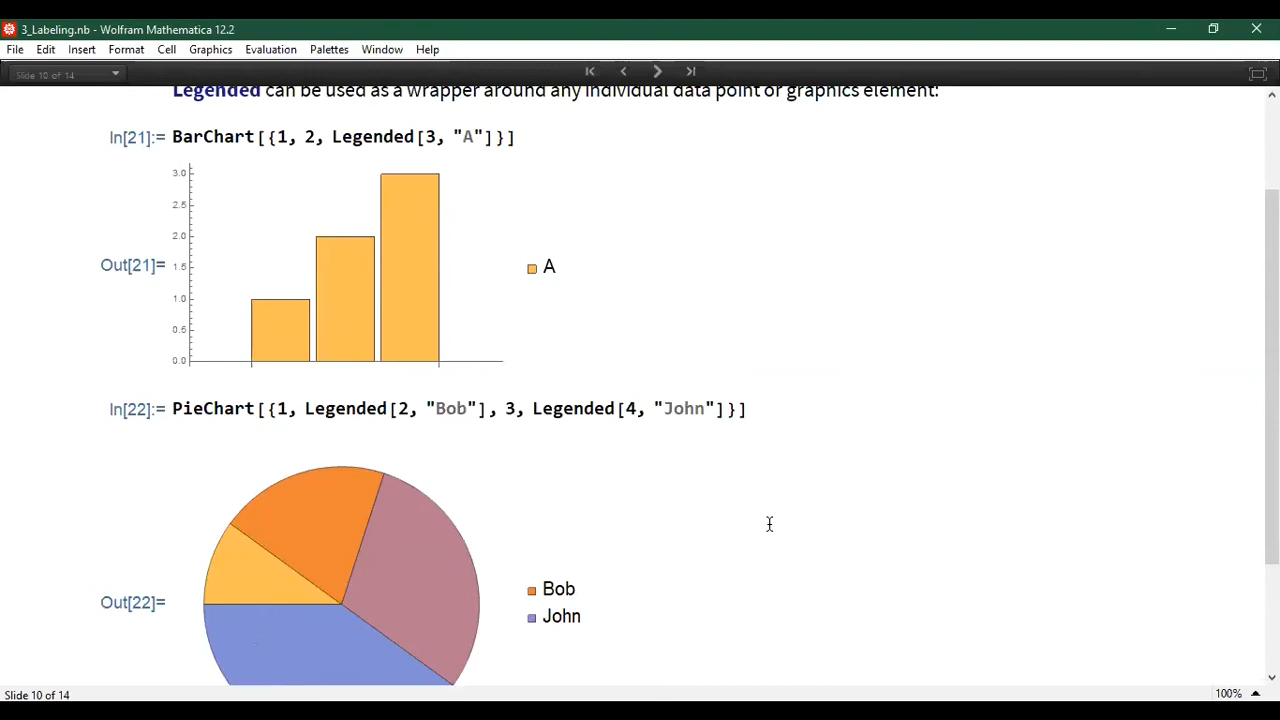 3_Labeling.nb - Wolfram Mathematica 12.2
File Edit Insert Format Cell Graphics Evaluation Palettes Window Help
Slide 10 of 14
Legended can be used as a wrapper around any individual data point or graphics element:
In[21]:= BarChart[{1, 2, Legended[3, "A"]}]
3.0
2.5
2.0
Out[21]= 1.5
A
1.0
0.5
0.0
In[22]:= PieChart[{1, Legended[2, "Bob"], 3, Legended[4, "John"]}]
Out[22]=
Bob
John
Slide 10 of 14
100%